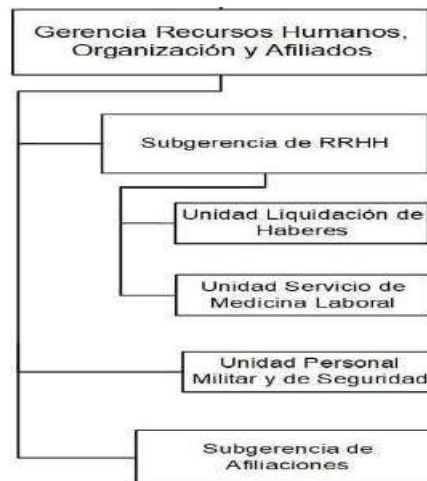 Gerencia Recursos Humanos,
Organización y Afiliados
Subgerencia de RRHH
Unidad Liquidación de
Haberes
Unidad Servicio de
Medicina Laboral
Unidad Personal
Militar y de Seguridad
Subgerencia de
Afiliaciones